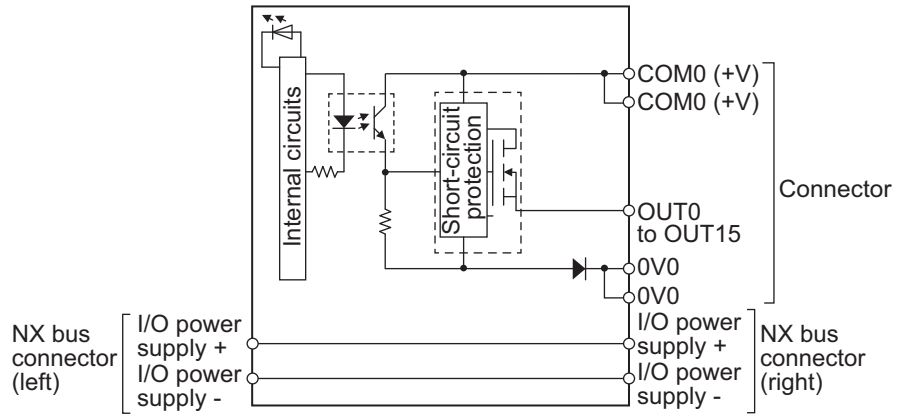 Internal circuits
Short-circuit
protection
COM0 (+V)
COM0 (+V)
OUT0
to OUT15
0V0
0V0
Connector
NX bus
connector
(left)
I/O power
supply +
I/O power
supply -
I/O power
supply +
I/O power
supply -
NX bus
connector
(right)